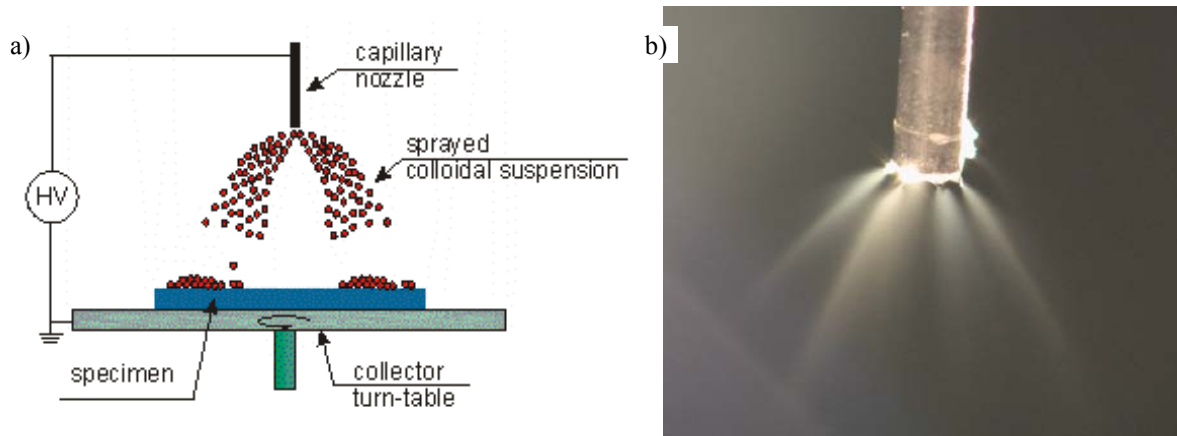 a)
capillary
nozzle
sprayed
colloidal suspension
HV
specimen
collector
turn-table
b)